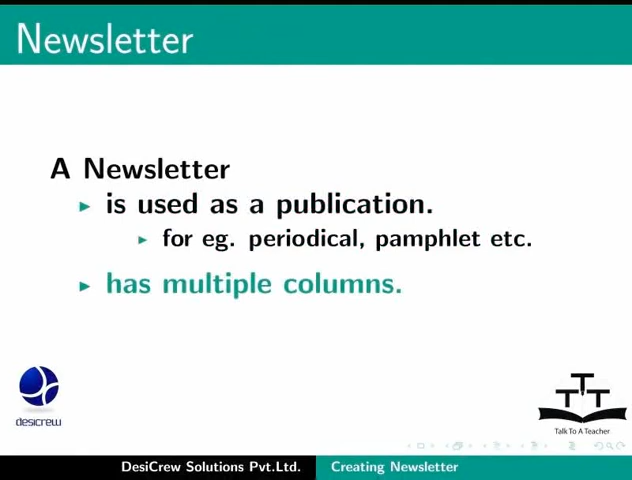 Newsletter
A Newsletter
is used as a publication.
for eg. periodical, pamphlet etc.
has multiple columns.
desicrew
TTT
Talk To A Teacher
DesiCrew Solutions Pvt.Ltd. Creating Newsletter